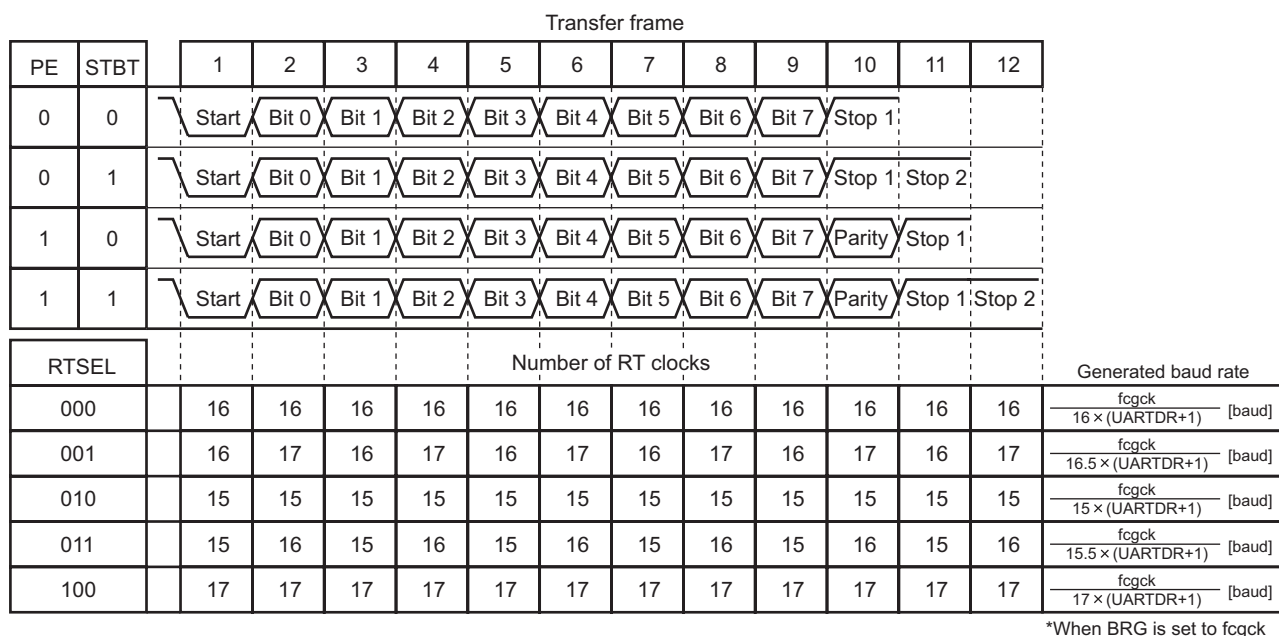 Transfer frame
PE STBT 1 2 3 4 5 6 7 8 9 10 11 12
0 0 Start Bit 0 Bit 1 Bit 2 Bit 3 Bit 4 Bit 5 Bit 6 Bit 7 Stop 1
0 1 Start Bit 0 Bit 1 Bit 2 Bit 3 Bit 4 Bit 5 Bit 6 Bit 7 Stop 1 Stop 2
1 0 Start Bit 0 Bit 1 Bit 2 Bit 3 Bit 4 Bit 5 Bit 6 Bit 7 Parity Stop 1
1 1 Start Bit 0 Bit 1 Bit 2 Bit 3 Bit 4 Bit 5 Bit 6 Bit 7 Parity Stop 1 Stop 2
RTSEL Number of RT clocks Generated baud rate
000 16 16 16 16 16 16 16 16 16 16 16 16 fcgck / 16 × (UARTDR+1) [baud]
001 16 17 16 17 16 17 16 17 16 17 16 17 fcgck / 16.5 × (UARTDR+1) [baud]
010 15 15 15 15 15 15 15 15 15 15 15 15 fcgck / 15 × (UARTDR+1) [baud]
011 15 16 15 16 15 16 15 16 15 16 15 16 fcgck / 15.5 × (UARTDR+1) [baud]
100 17 17 17 17 17 17 17 17 17 17 17 17 fcgck / 17 × (UARTDR+1) [baud]
*When BRG is set to fcgck